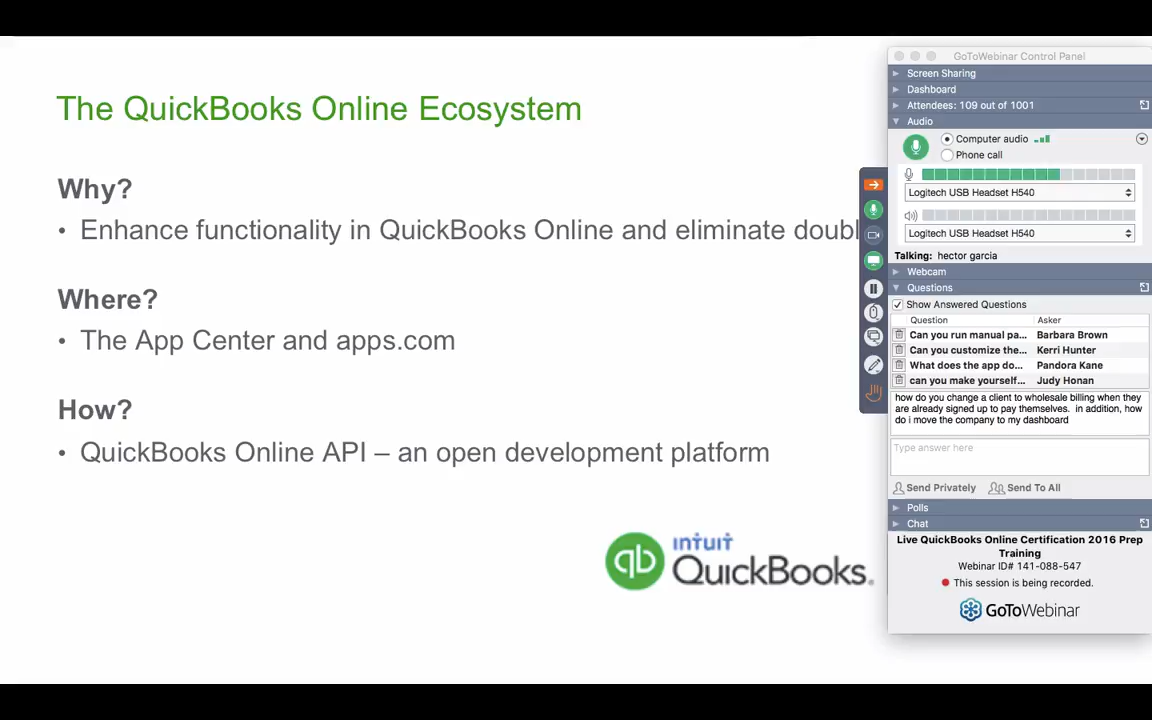 The QuickBooks Online Ecosystem
Why?
• Enhance functionality in QuickBooks Online and eliminate
Where?
• The App Center and apps.com
How?
• QuickBooks Online API – an open development platform
qb
INTUIT
QuickBooks.
GoToWebinar Control Panel
Screen Sharing
Dashboard
Attendees: 109 out of 1001
Audio
Computer audio
Phone call
Logitech USB Headset H540
Logitech USB Headset H540
Talking: hector garcia
Webcam
Questions
Show Answered Questions
Question Asker
Can you run manual pa... Barbara Brown
Can you customize the... Kerri Hunter
What does the app do... Pandora Kane
can you make yourself... Judy Honan
how do you change a client to wholesale billing when they
are already signed up to pay themselves. in addition, how
do i move the company to my dashboard
Type answer here
Send Privately Send To All
Polls
Chat
Live QuickBooks Online Certification 2016 Prep
Training
Webinar ID# 141-088-547
This session is being recorded.
GoToWebinar